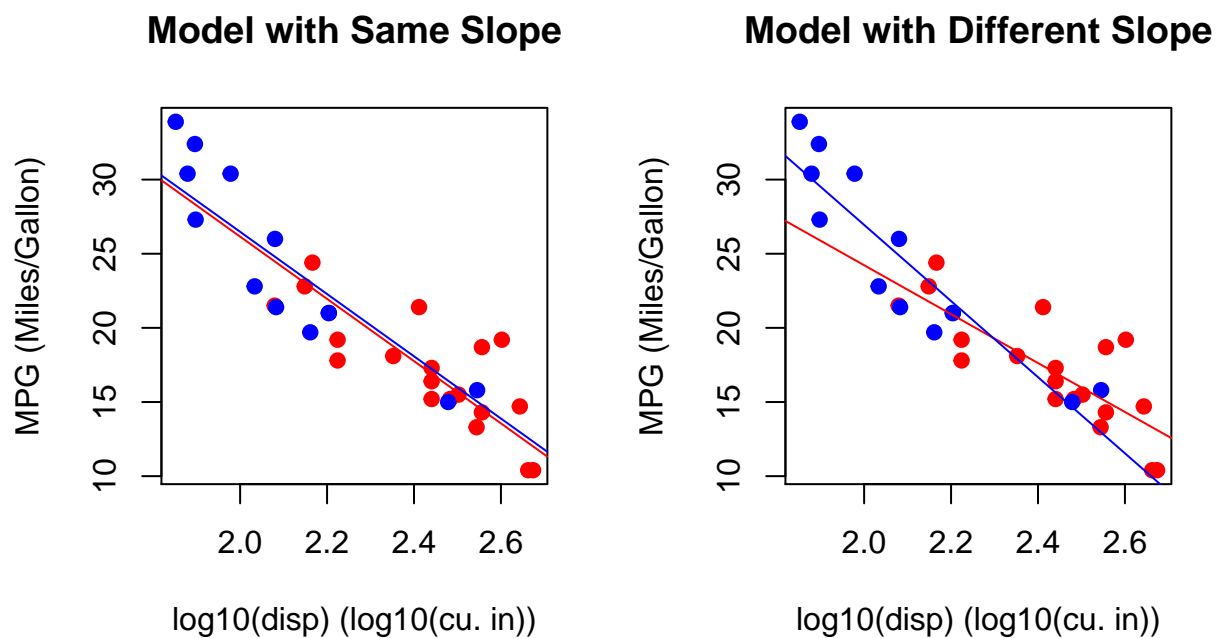 Model with Same Slope
MPG (Miles/Gallon)
30
25
20
15
10
2.0 2.2 2.4 2.6
log10(disp) (log10(cu. in))
Model with Different Slope
MPG (Miles/Gallon)
30
25
20
15
10
2.0 2.2 2.4 2.6
log10(disp) (log10(cu. in))